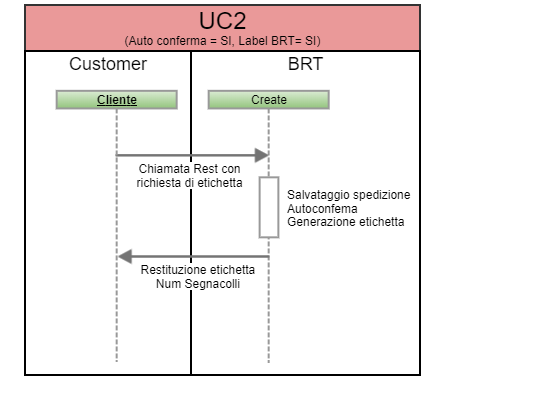 UC2
(Auto conferma = SI, Label BRT= SI)
Customer
BRT
Cliente
Create
Chiamata Rest con
richiesta di etichetta
Salvataggio spedizione
Autoconfema
Generazione etichetta
Restituzione etichetta
Num Segnacolli